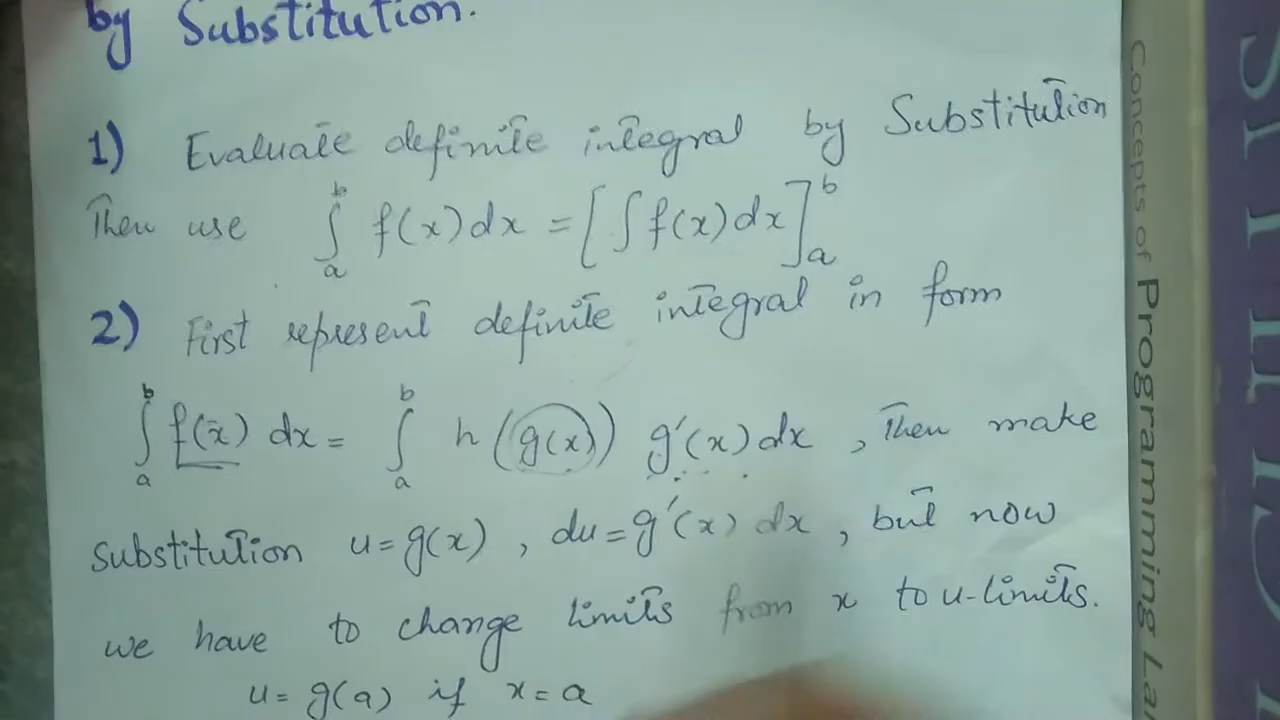 by Substitution.
1) Evaluate definite integral by Substitution
Then use ∫_a^b f(x) dx = [∫ f(x) dx]_a^b
2) First represent definite integral in form
∫_a^b f(x) dx = ∫_a^b h(g(x)) g'(x) dx , Then make
substitution u = g(x) , du = g'(x) dx , but now
we have to change limits from x to u-limits.
u = g(a) if x = a
Concepts of Programming Lan